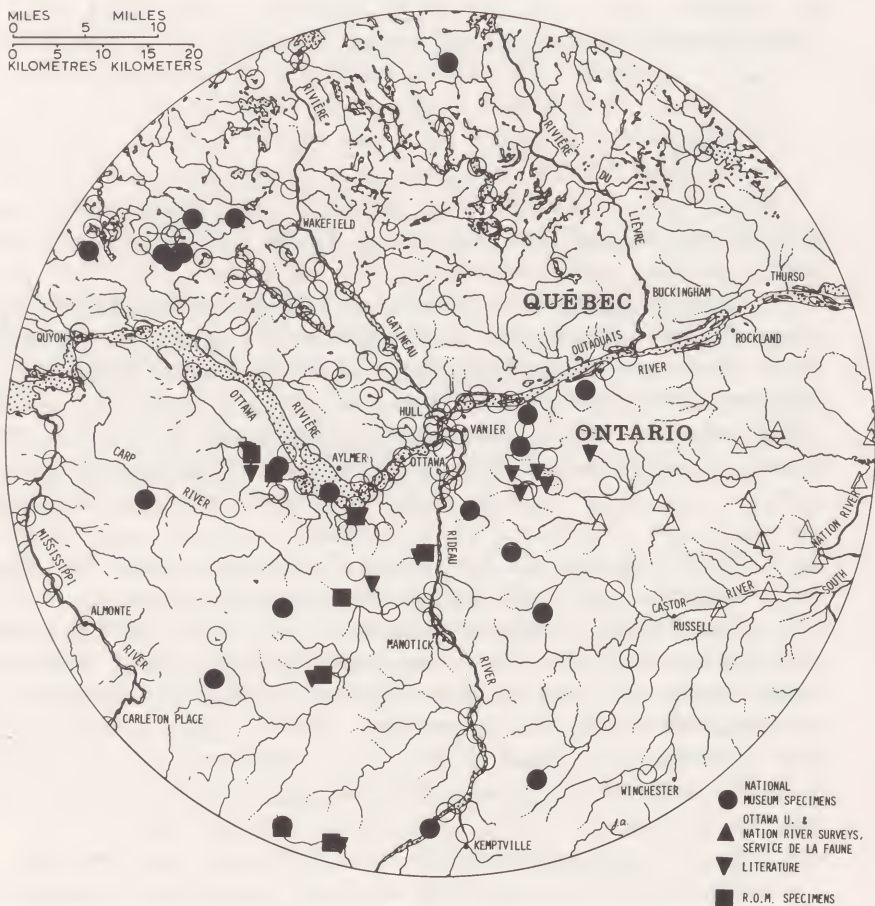 MILES MILLES
0 5 10
0 5 10 15 20
KILOMÈTRES KILOMETERS
RIVIÈRE
RIVIÈRE
DU
LIÈVRE
WAKEFIELD
THURSO
QUÉBEC
BUCKINGHAM
QUYON
GATINEAU
OUTAOUAIS
ROCKLAND
RIVER
OTTAWA
RIVIÈRE
HULL
VANIER
ONTARIO
AYLMER
OTTAWA
CARP
RIVER
NATION RIVER
MISSISSIPPI
RIDEAU
SOUTH
CASTOR RIVER
RUSSELL
ALMONTE
MANOTICK
RIVER
RIVER
CARLETON PLACE
WINCHESTER
J.a.
KEMPTVILLE
NATIONAL
MUSEUM SPECIMENS
OTTAWA U. &
NATION RIVER SURVEYS,
SERVICE DE LA FAUNE
LITERATURE
R.O.M. SPECIMENS